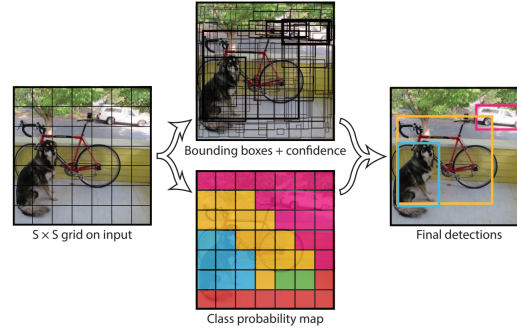 Bounding boxes + confidence
S × S grid on input
Final detections
Class probability map